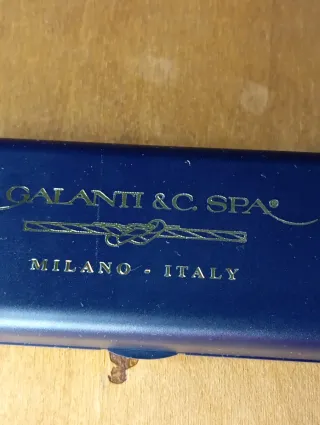 GALANTI & C. SPA®
MILANO - ITALY